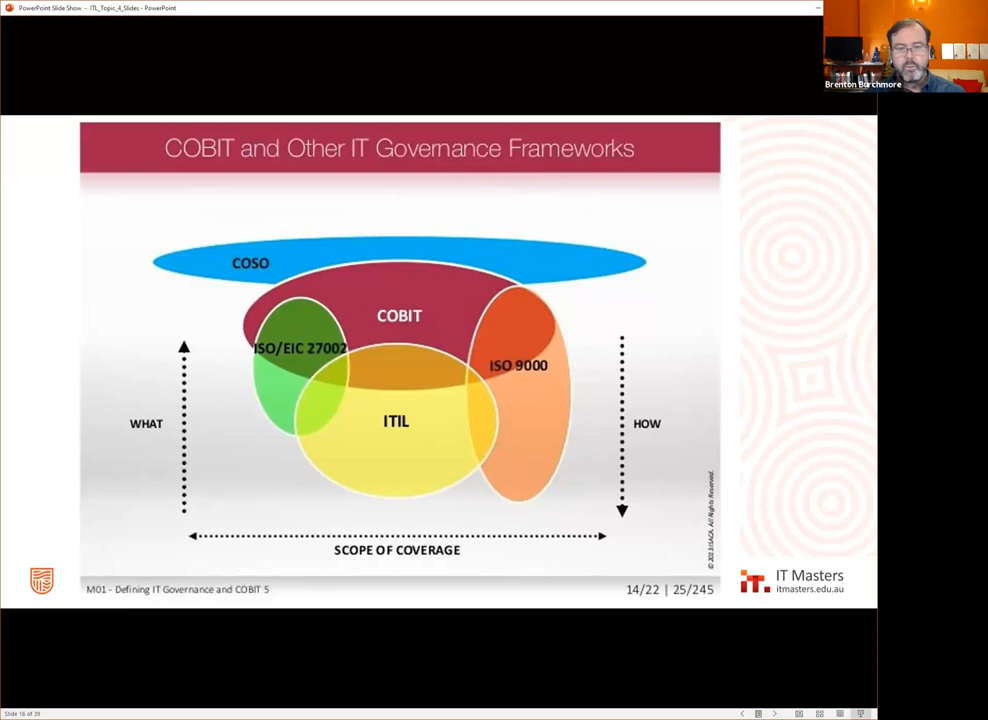 PowerPoint Slide Show - ITL_Topic_4_Slides - PowerPoint
Brenton Burchmore
COBIT and Other IT Governance Frameworks
COSO
COBIT
ISO/EIC 27002
ISO 9000
ITIL
WHAT
HOW
SCOPE OF COVERAGE
© 2013 ISACA. All Rights Reserved.
M01 - Defining IT Governance and COBIT 5
14/22 | 25/245
IT Masters
itmasters.edu.au
Slide 16 of 39